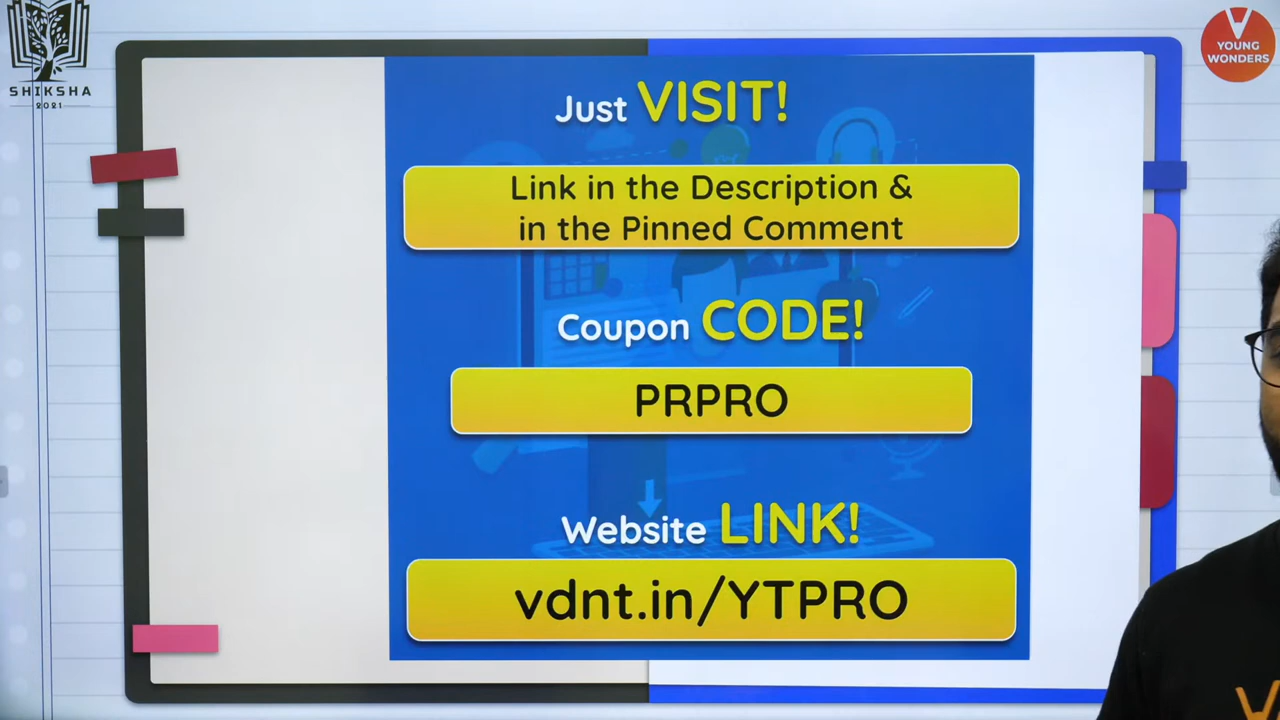 SHIKSHA
2021
YOUNG
WONDERS
Just VISIT!
Link in the Description &
in the Pinned Comment
Coupon CODE!
PRPRO
Website LINK!
vdnt.in/YTPRO